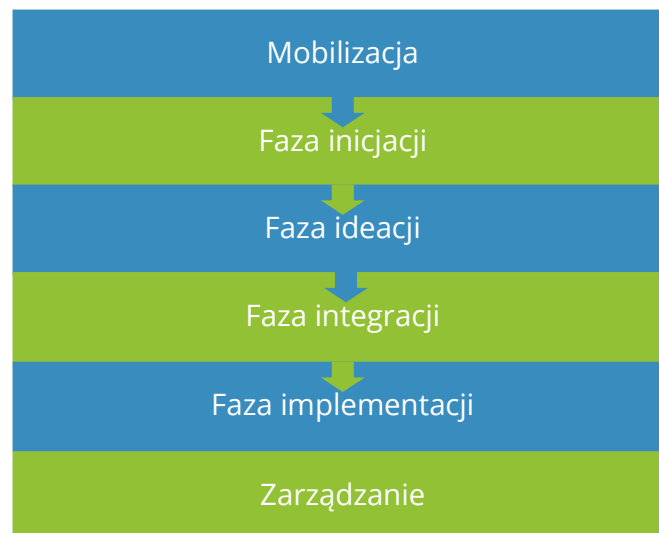 Mobilizacja
Faza inicjacji
Faza ideacji
Faza integracji
Faza implementacji
Zarządzanie